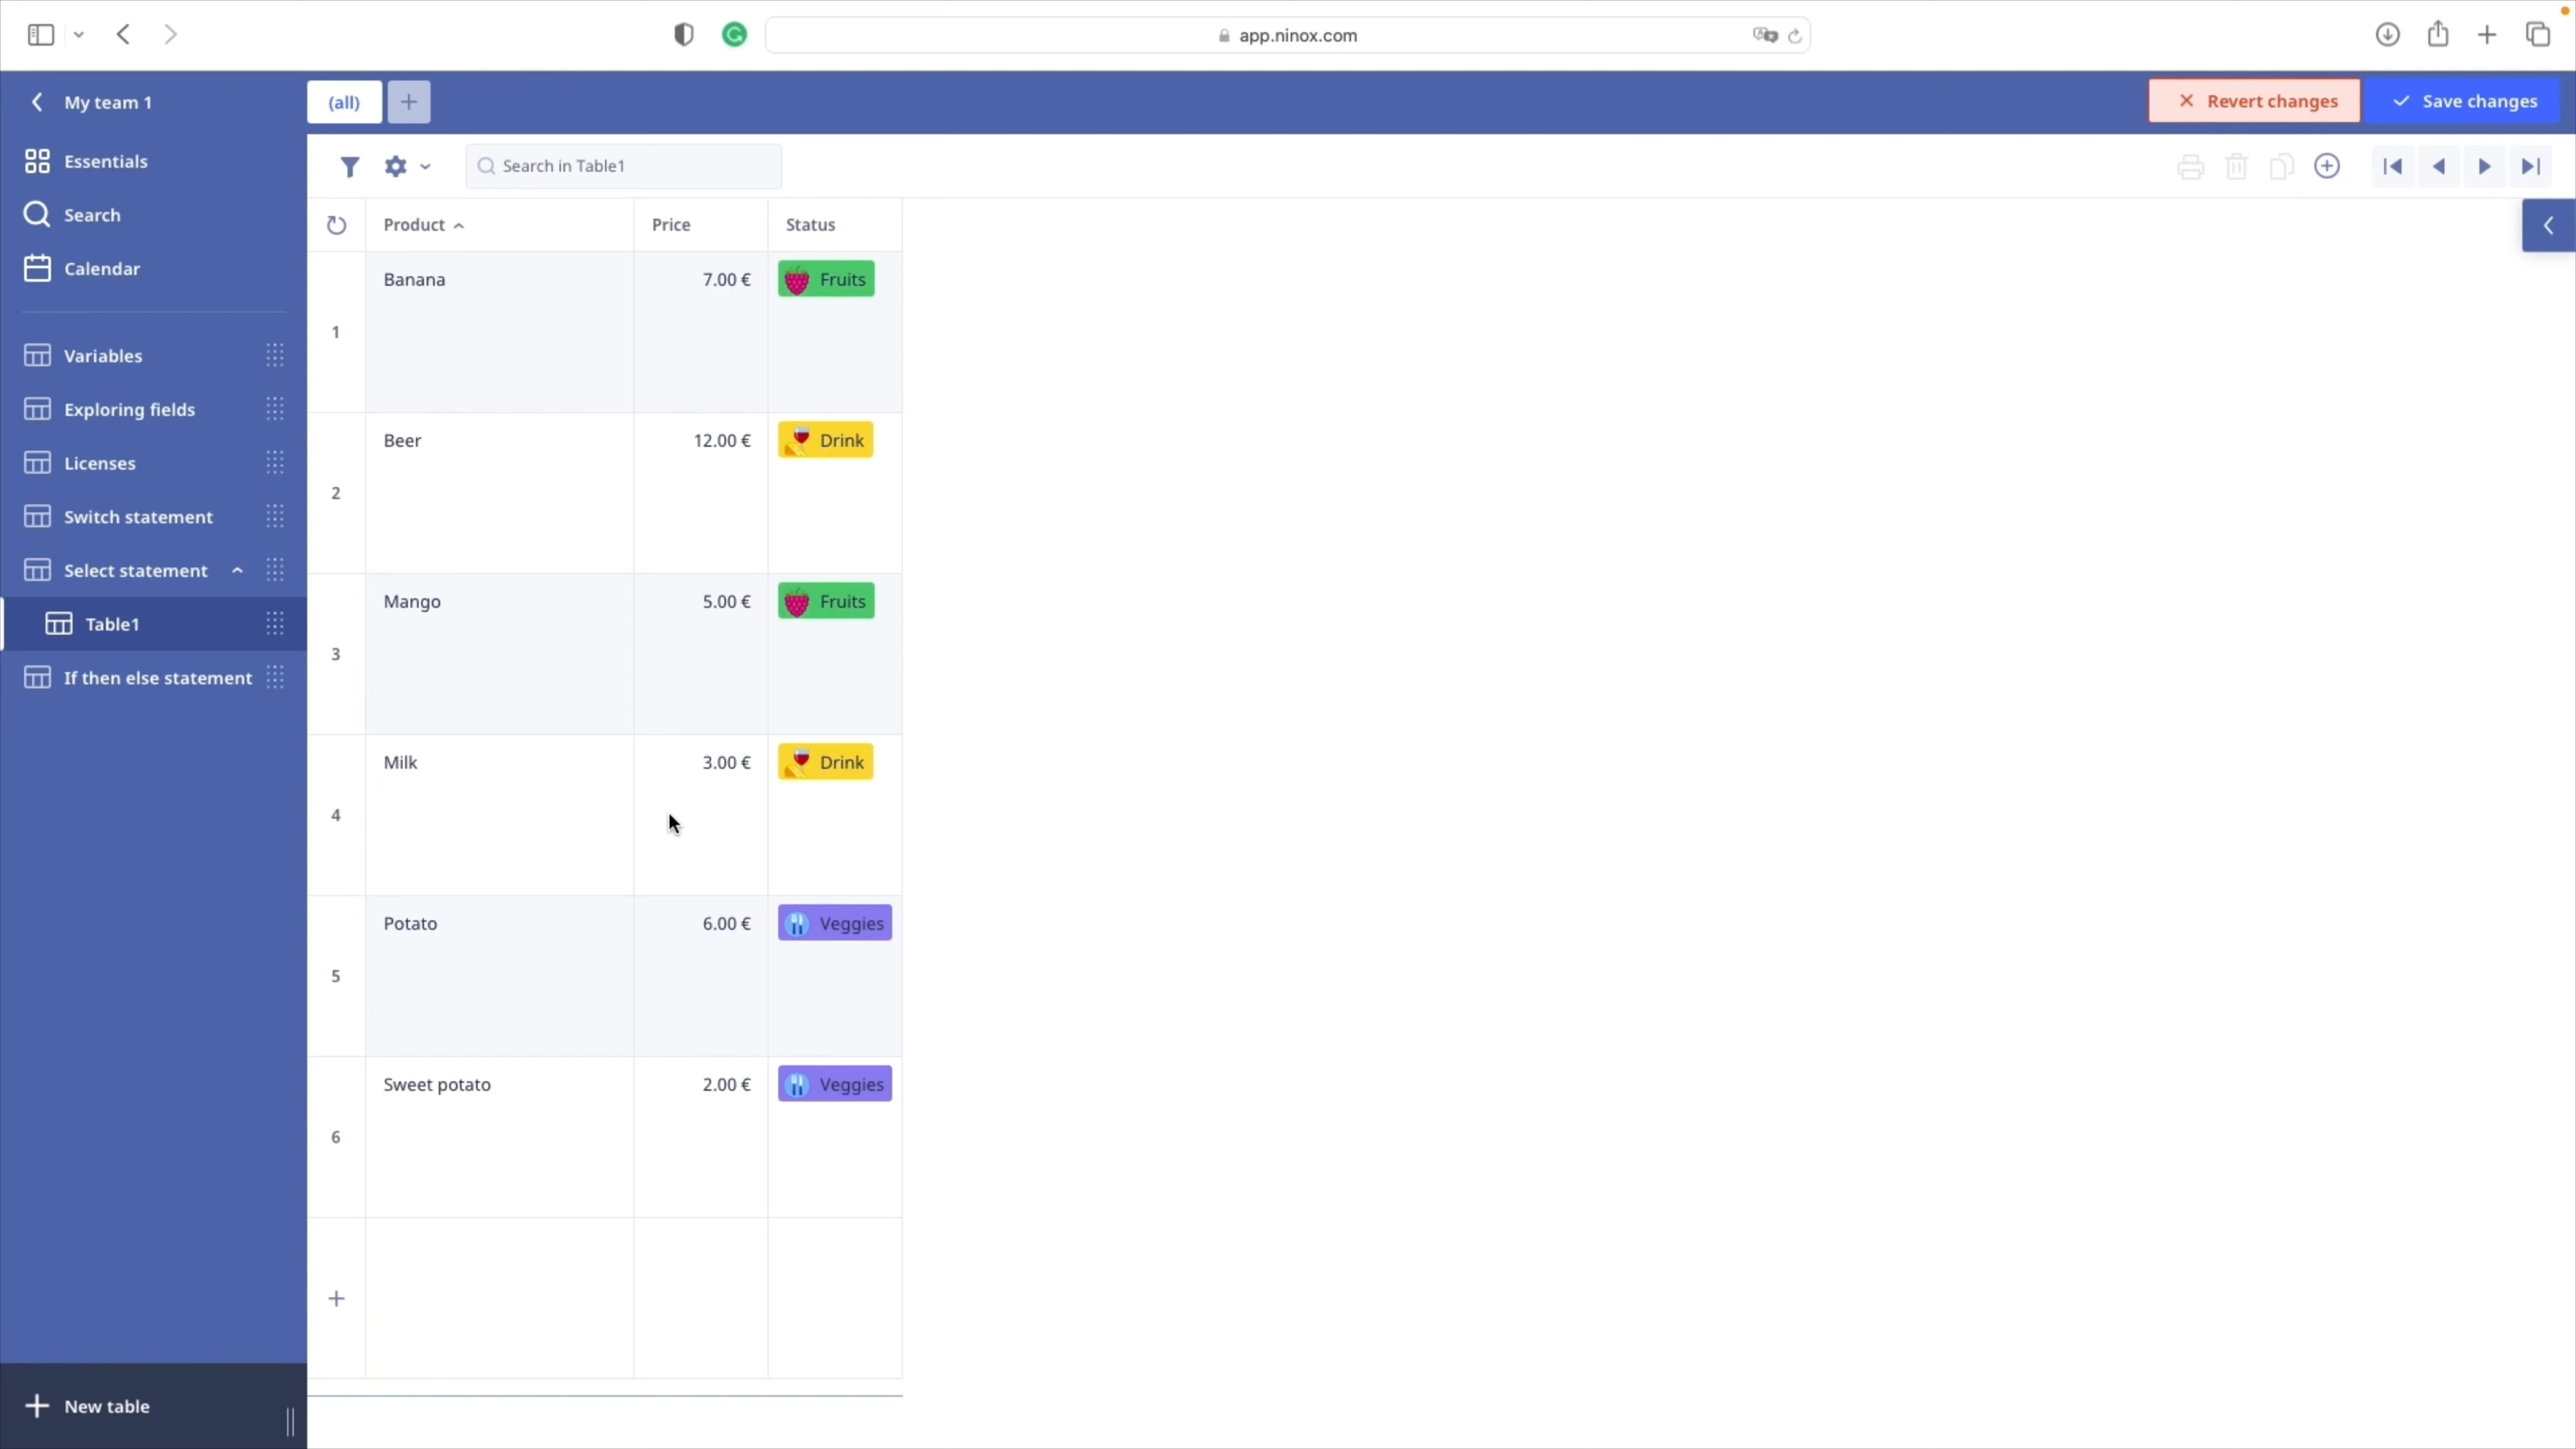 app.ninox.com
My team 1
(all)
Revert changes
Save changes
Essentials
Search
Calendar
Variables
Exploring fields
Licenses
Switch statement
Select statement
Table1
If then else statement
New table
Search in Table1
Product Price Status
1 Banana 7.00 € Fruits
2 Beer 12.00 € Drink
3 Mango 5.00 € Fruits
4 Milk 3.00 € Drink
5 Potato 6.00 € Veggies
6 Sweet potato 2.00 € Veggies